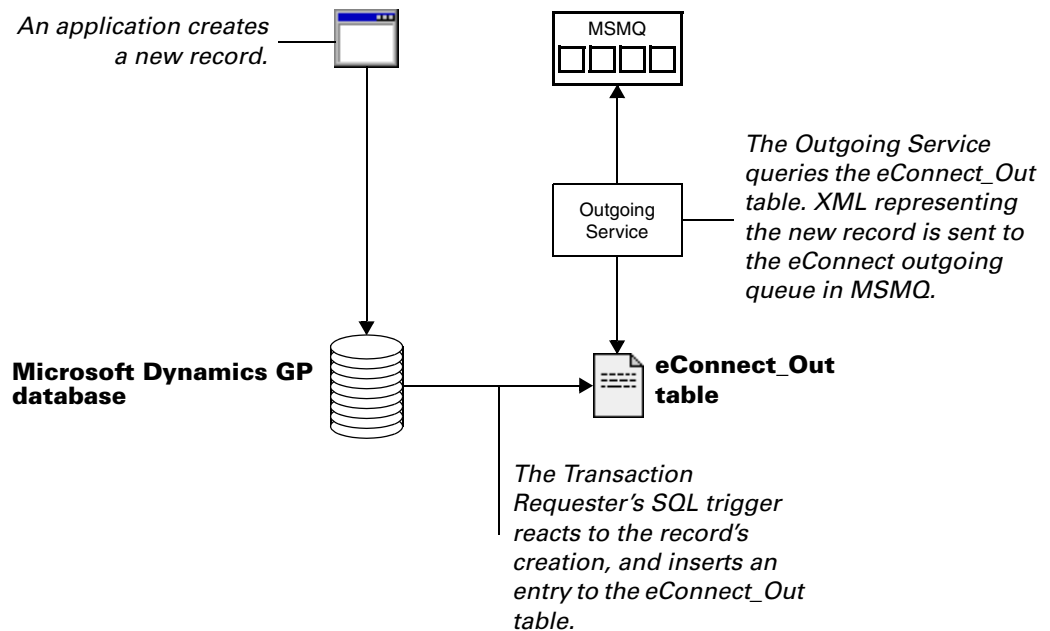 An application creates
a new record.
MSMQ
The Outgoing Service
queries the eConnect_Out
table. XML representing
the new record is sent to
the eConnect outgoing
queue in MSMQ.
Outgoing
Service
Microsoft Dynamics GP
database
eConnect_Out
table
The Transaction
Requester’s SQL trigger
reacts to the record’s
creation, and inserts an
entry to the eConnect_Out
table.